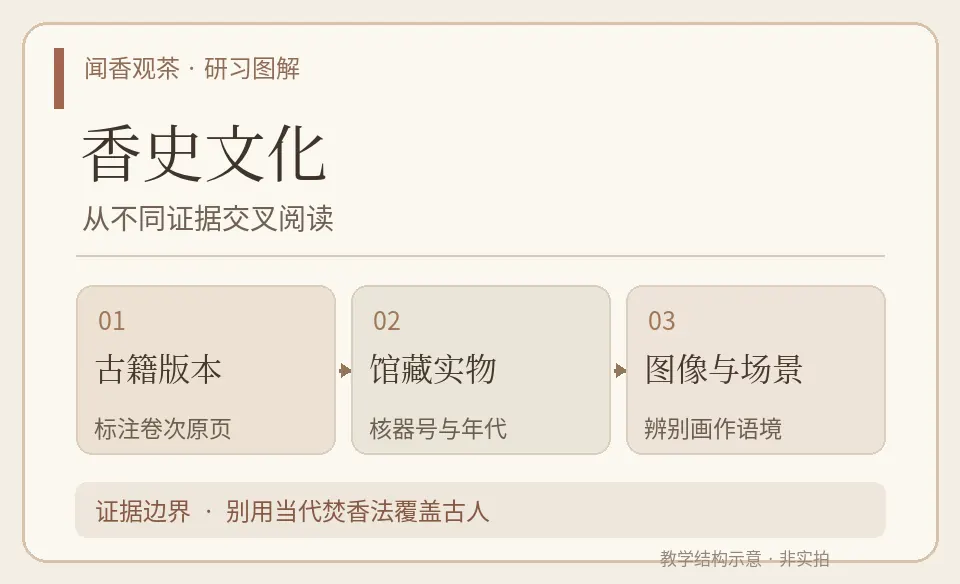 闻香观茶 · 研习图解
香史文化
从不同证据交叉阅读
01
古籍版本
标注卷次原页
02
馆藏实物
核器号与年代
03
图像与场景
辨别画作语境
证据边界 · 别用当代焚香法覆盖古人
教学结构示意 · 非实拍